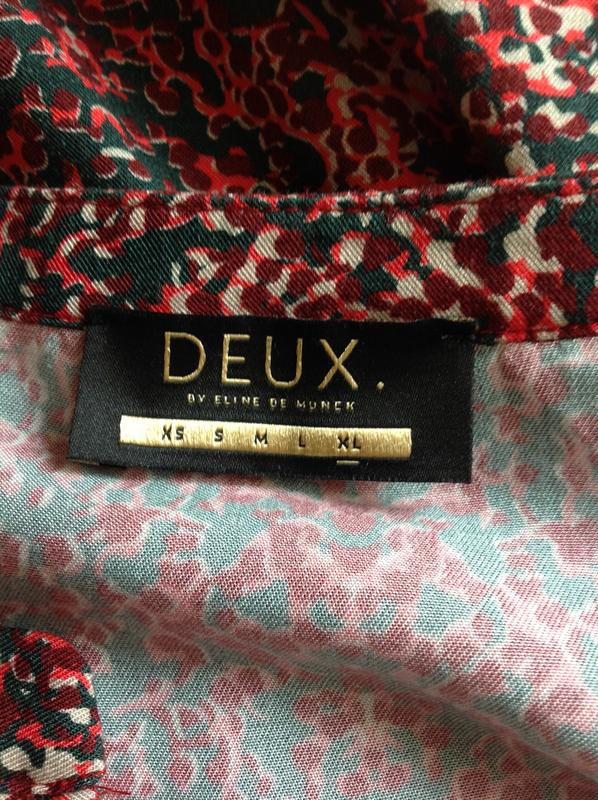 DEUX.
BY ELINE DE MUNCK
XS S M L XL